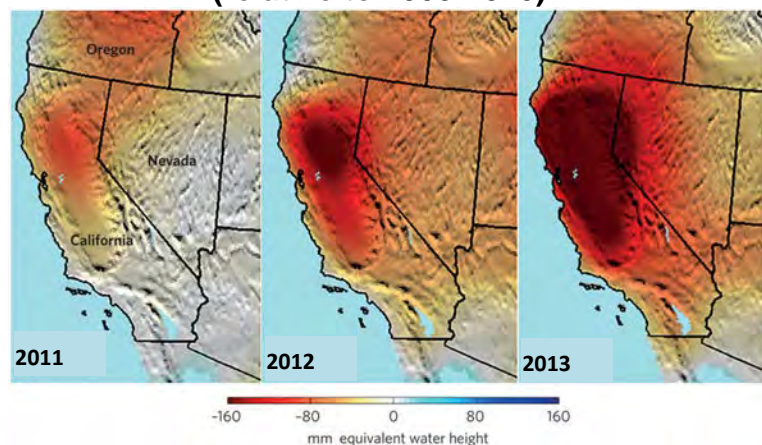 Oregon
Nevada
California
2011
2012
2013
-160 -80 0 80 160
mm equivalent water height